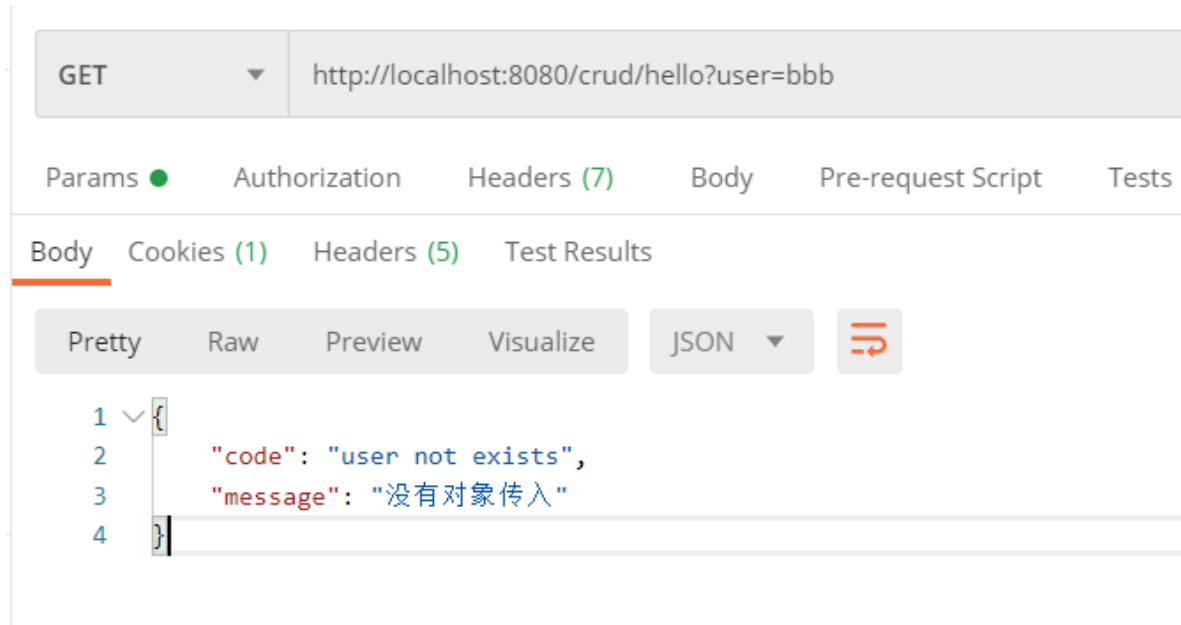 GET http://localhost:8080/crud/hello?user=bbb
Params Authorization Headers (7) Body Pre-request Script Tests
Body Cookies (1) Headers (5) Test Results
Pretty Raw Preview Visualize JSON
1 {
2 "code": "user not exists",
3 "message": "没有对象传入"
4 }